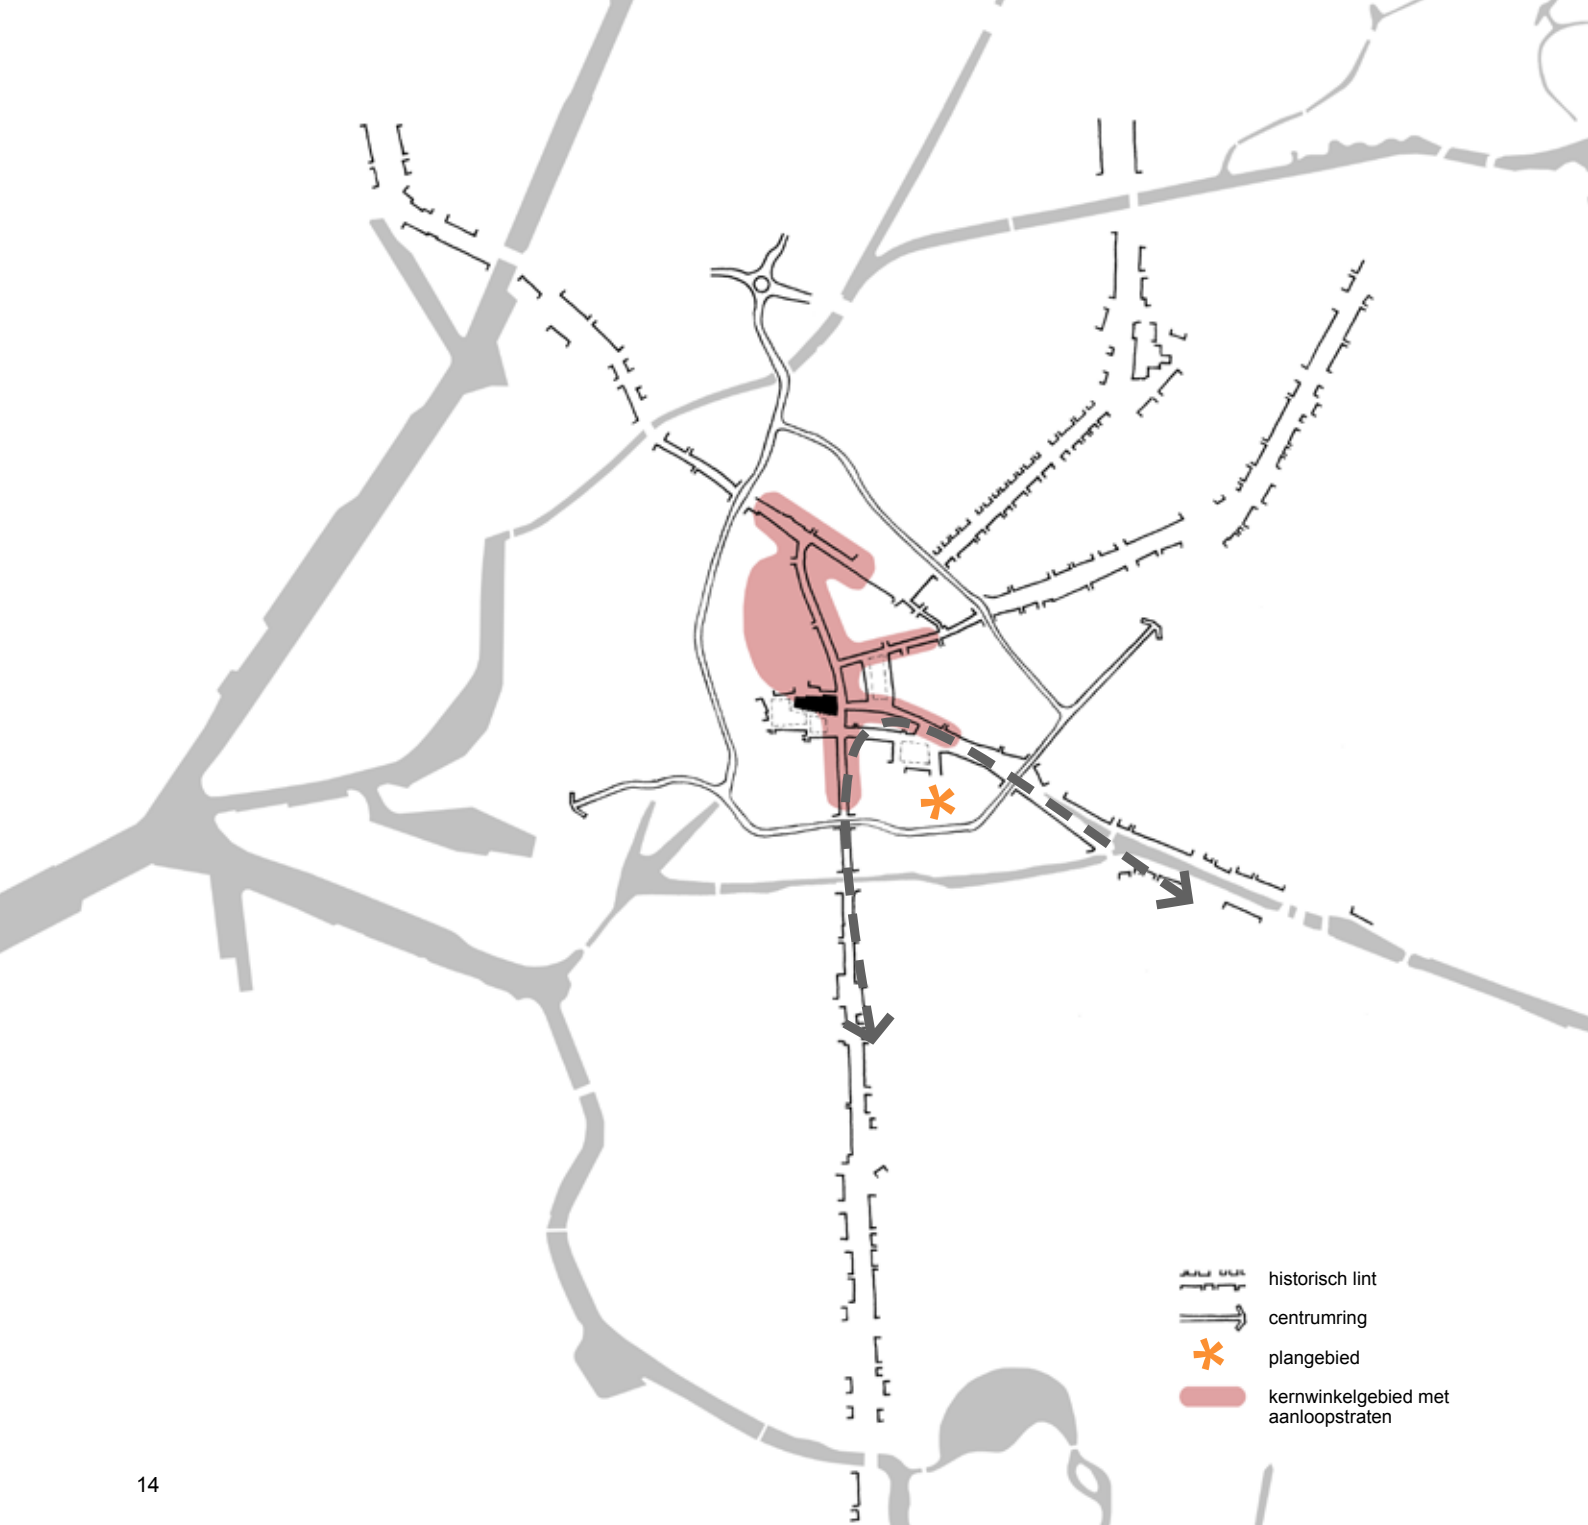 historisch lint
centrumring
plangebied
kernwinkelgebied met
aanloopstraten
14